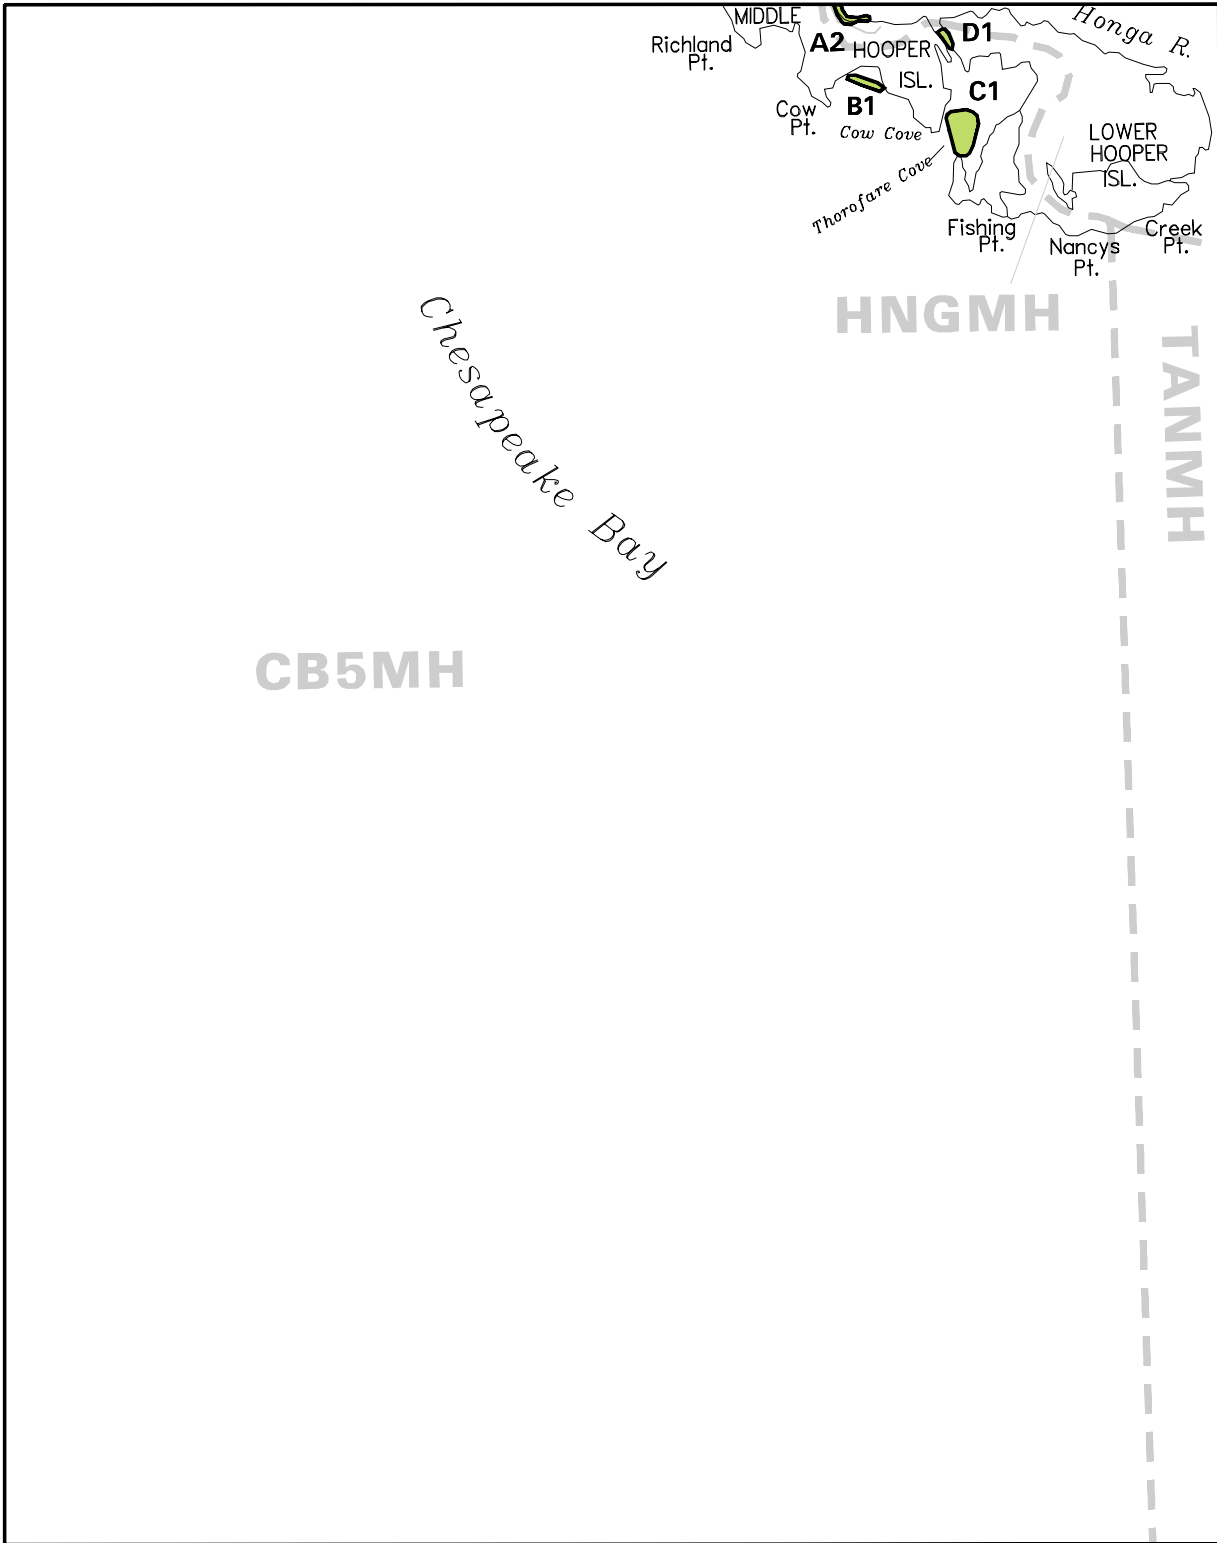 MIDDLE
HOOPER
ISL.
Richland
Pt.
A2
D1
Honga R.
C1
B1
Cow
Pt.
Cow Cove
LOWER
HOOPER
ISL.
Thorofare Cove
Fishing
Pt.
Nancys
Pt.
Creek
Pt.
HNGMH
TANMH
Chesapeake Bay
CB5MH